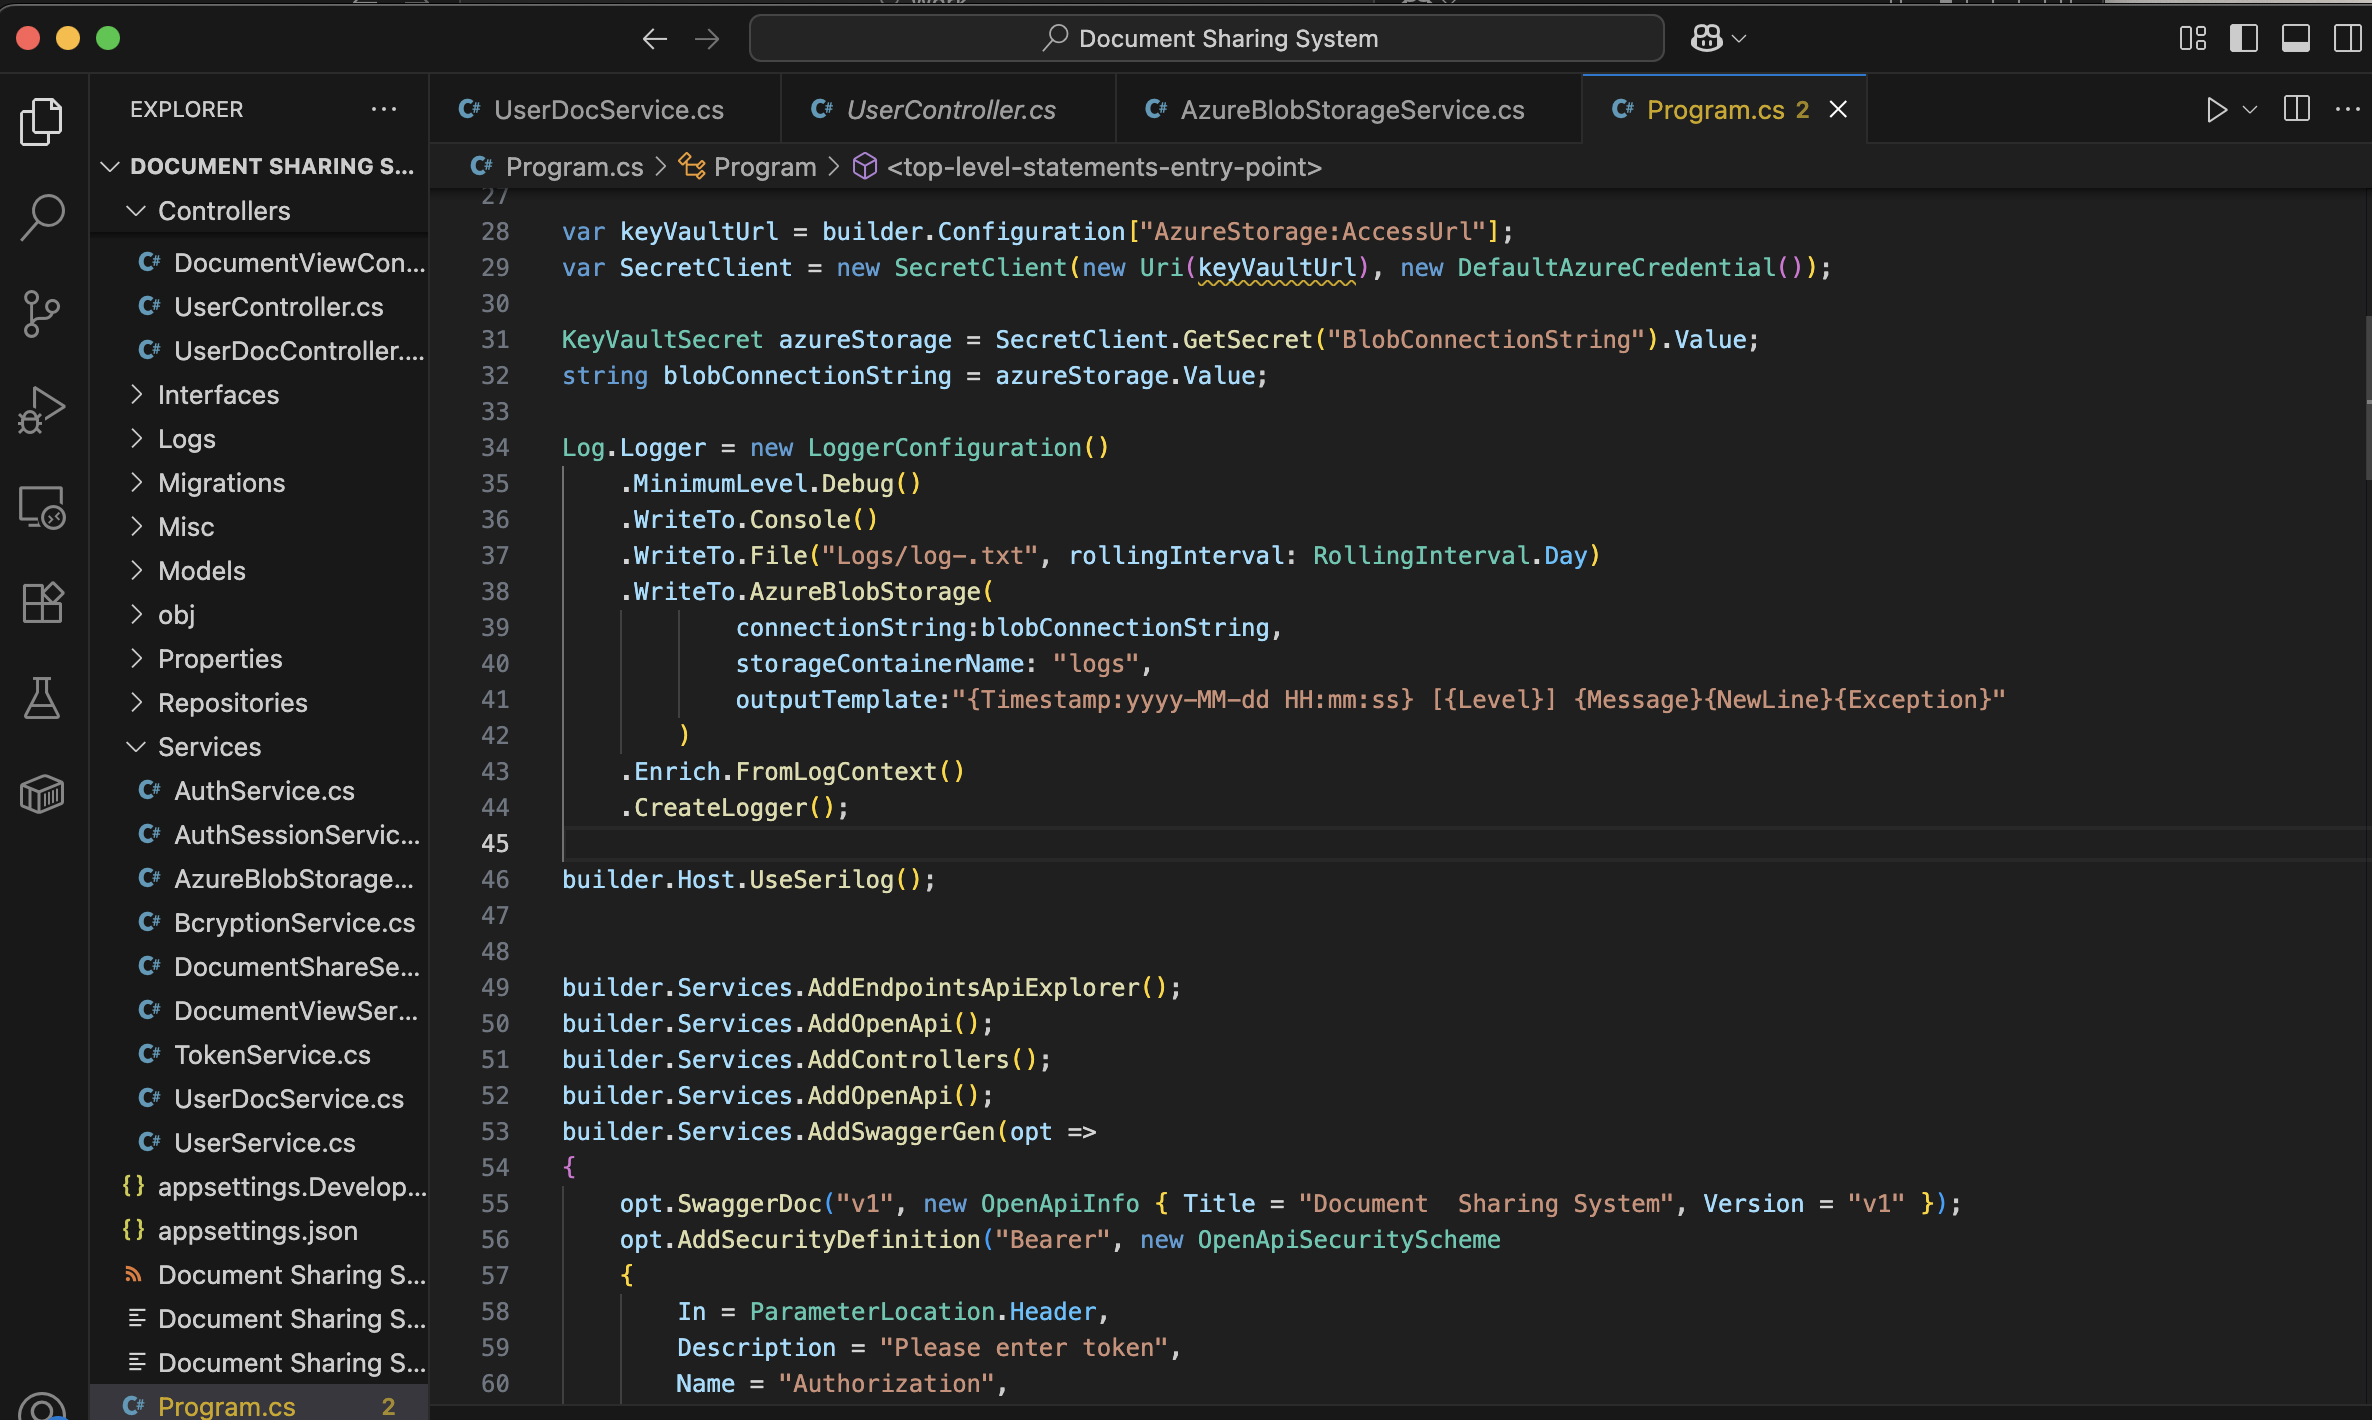 Document Sharing System
EXPLORER
DOCUMENT SHARING S...
Controllers
DocumentViewCon...
UserController.cs
UserDocController....
Interfaces
Logs
Migrations
Misc
Models
obj
Properties
Repositories
Services
AuthService.cs
AuthSessionServic...
AzureBlobStorage...
BcryptionService.cs
DocumentShareSe...
DocumentViewSer...
TokenService.cs
UserDocService.cs
UserService.cs
{} appsettings.Develop...
{} appsettings.json
Document Sharing S...
Document Sharing S...
Document Sharing S...
C# Program.cs 2
C# UserDocService.cs
C# UserController.cs
C# AzureBlobStorageService.cs
C# Program.cs 2
C# Program.cs > Program > <top-level-statements-entry-point>
27
28 var keyVaultUrl = builder.Configuration["AzureStorage:AccessUrl"];
29 var SecretClient = new SecretClient(new Uri(keyVaultUrl), new DefaultAzureCredential());
30
31 KeyVaultSecret azureStorage = SecretClient.GetSecret("BlobConnectionString").Value;
32 string blobConnectionString = azureStorage.Value;
33
34 Log.Logger = new LoggerConfiguration()
35 .MinimumLevel.Debug()
36 .WriteTo.Console()
37 .WriteTo.File("Logs/log-.txt", rollingInterval: RollingInterval.Day)
38 .WriteTo.AzureBlobStorage(
39 connectionString:blobConnectionString,
40 storageContainerName: "logs",
41 outputTemplate:"{Timestamp:yyyy-MM-dd HH:mm:ss} [{Level}] {Message}{NewLine}{Exception}"
42 )
43 .Enrich.FromLogContext()
44 .CreateLogger();
45
46 builder.Host.UseSerilog();
47
48
49 builder.Services.AddEndpointsApiExplorer();
50 builder.Services.AddOpenApi();
51 builder.Services.AddControllers();
52 builder.Services.AddOpenApi();
53 builder.Services.AddSwaggerGen(opt =>
54 {
55 opt.SwaggerDoc("v1", new OpenApiInfo { Title = "Document  Sharing System", Version = "v1" });
56 opt.AddSecurityDefinition("Bearer", new OpenApiSecurityScheme
57 {
58 In = ParameterLocation.Header,
59 Description = "Please enter token",
60 Name = "Authorization",